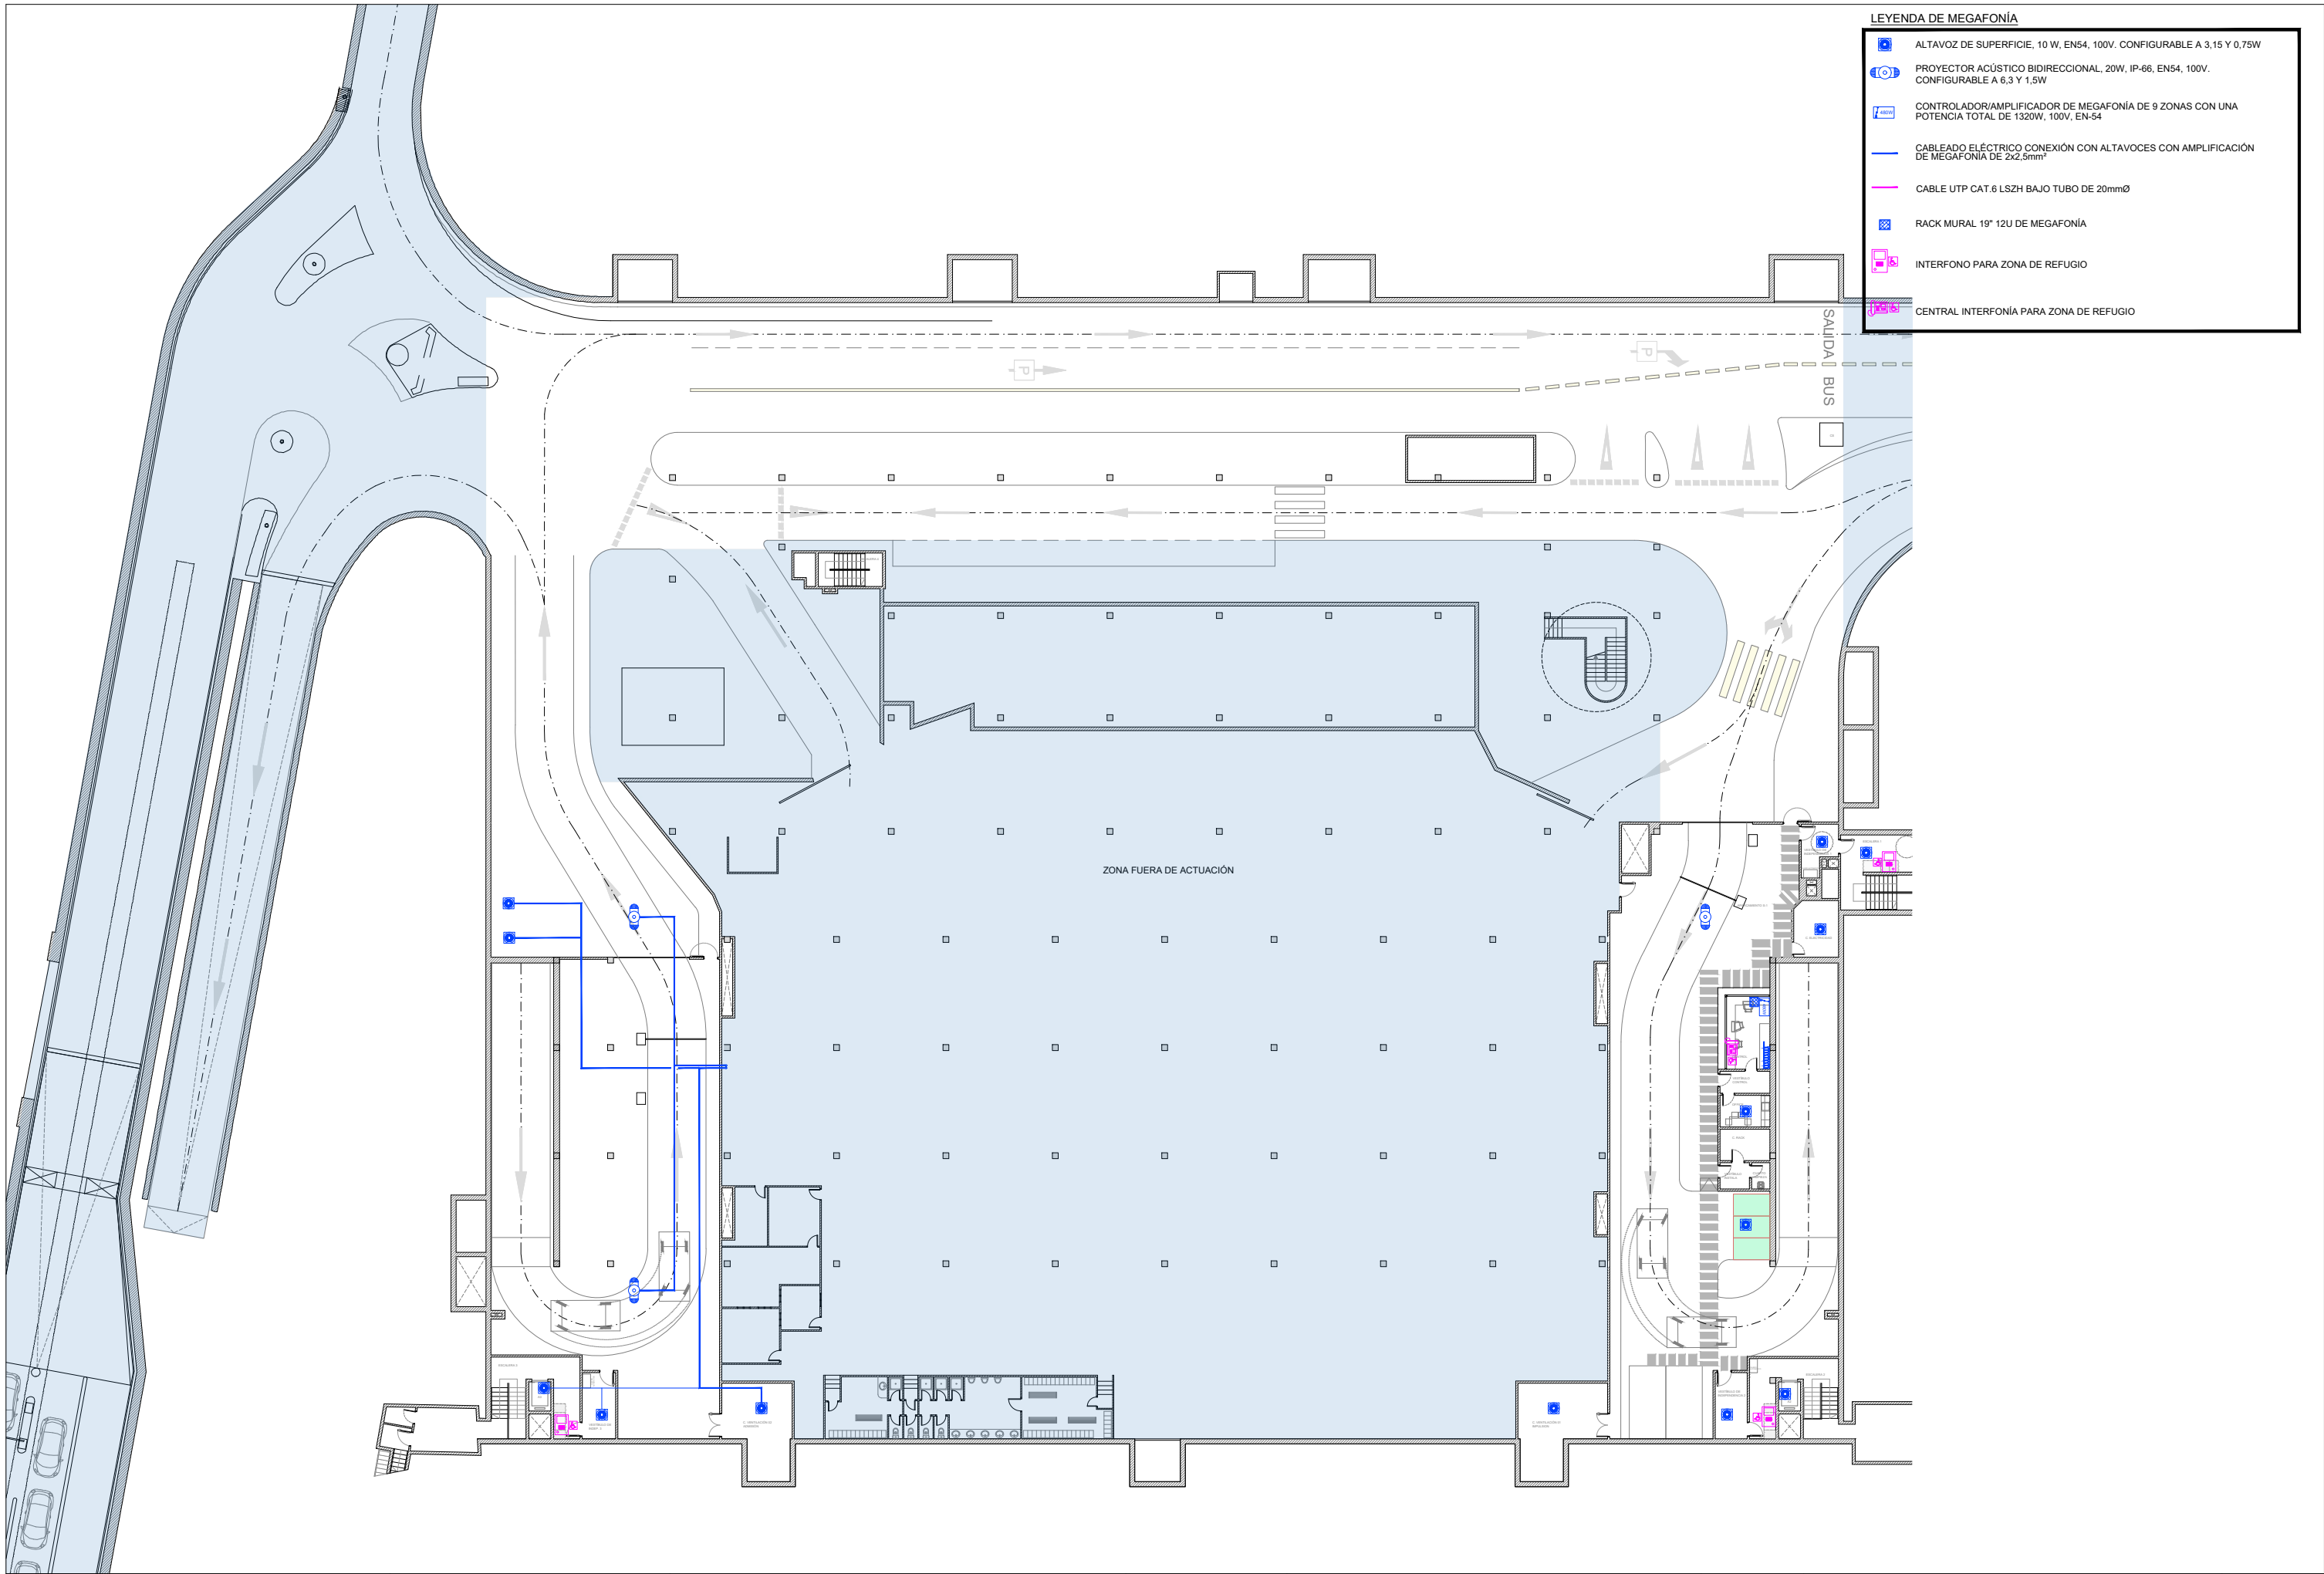 LEYENDA DE MEGAFONÍA
ALTAVOZ DE SUPERFICIE, 10 W, EN54, 100V. CONFIGURABLE A 3,15 Y 0,75W
PROYECTOR ACÚSTICO BIDIRECCIONAL, 20W, IP-66, EN54, 100V.
CONFIGURABLE A 6,3 Y 1,5W
480W
CONTROLADOR/AMPLIFICADOR DE MEGAFONÍA DE 9 ZONAS CON UNA
POTENCIA TOTAL DE 1320W, 100V, EN-54
CABLEADO ELÉCTRICO CONEXIÓN CON ALTAVOCES CON AMPLIFICACIÓN
DE MEGAFONÍA DE 2x2,5mm²
CABLE UTP CAT.6 LSZH BAJO TUBO DE 20mmØ
RACK MURAL 19" 12U DE MEGAFONÍA
INTERFONO PARA ZONA DE REFUGIO
CENTRAL INTERFONÍA PARA ZONA DE REFUGIO
SALIDA BUS
P
P
ZONA FUERA DE ACTUACIÓN